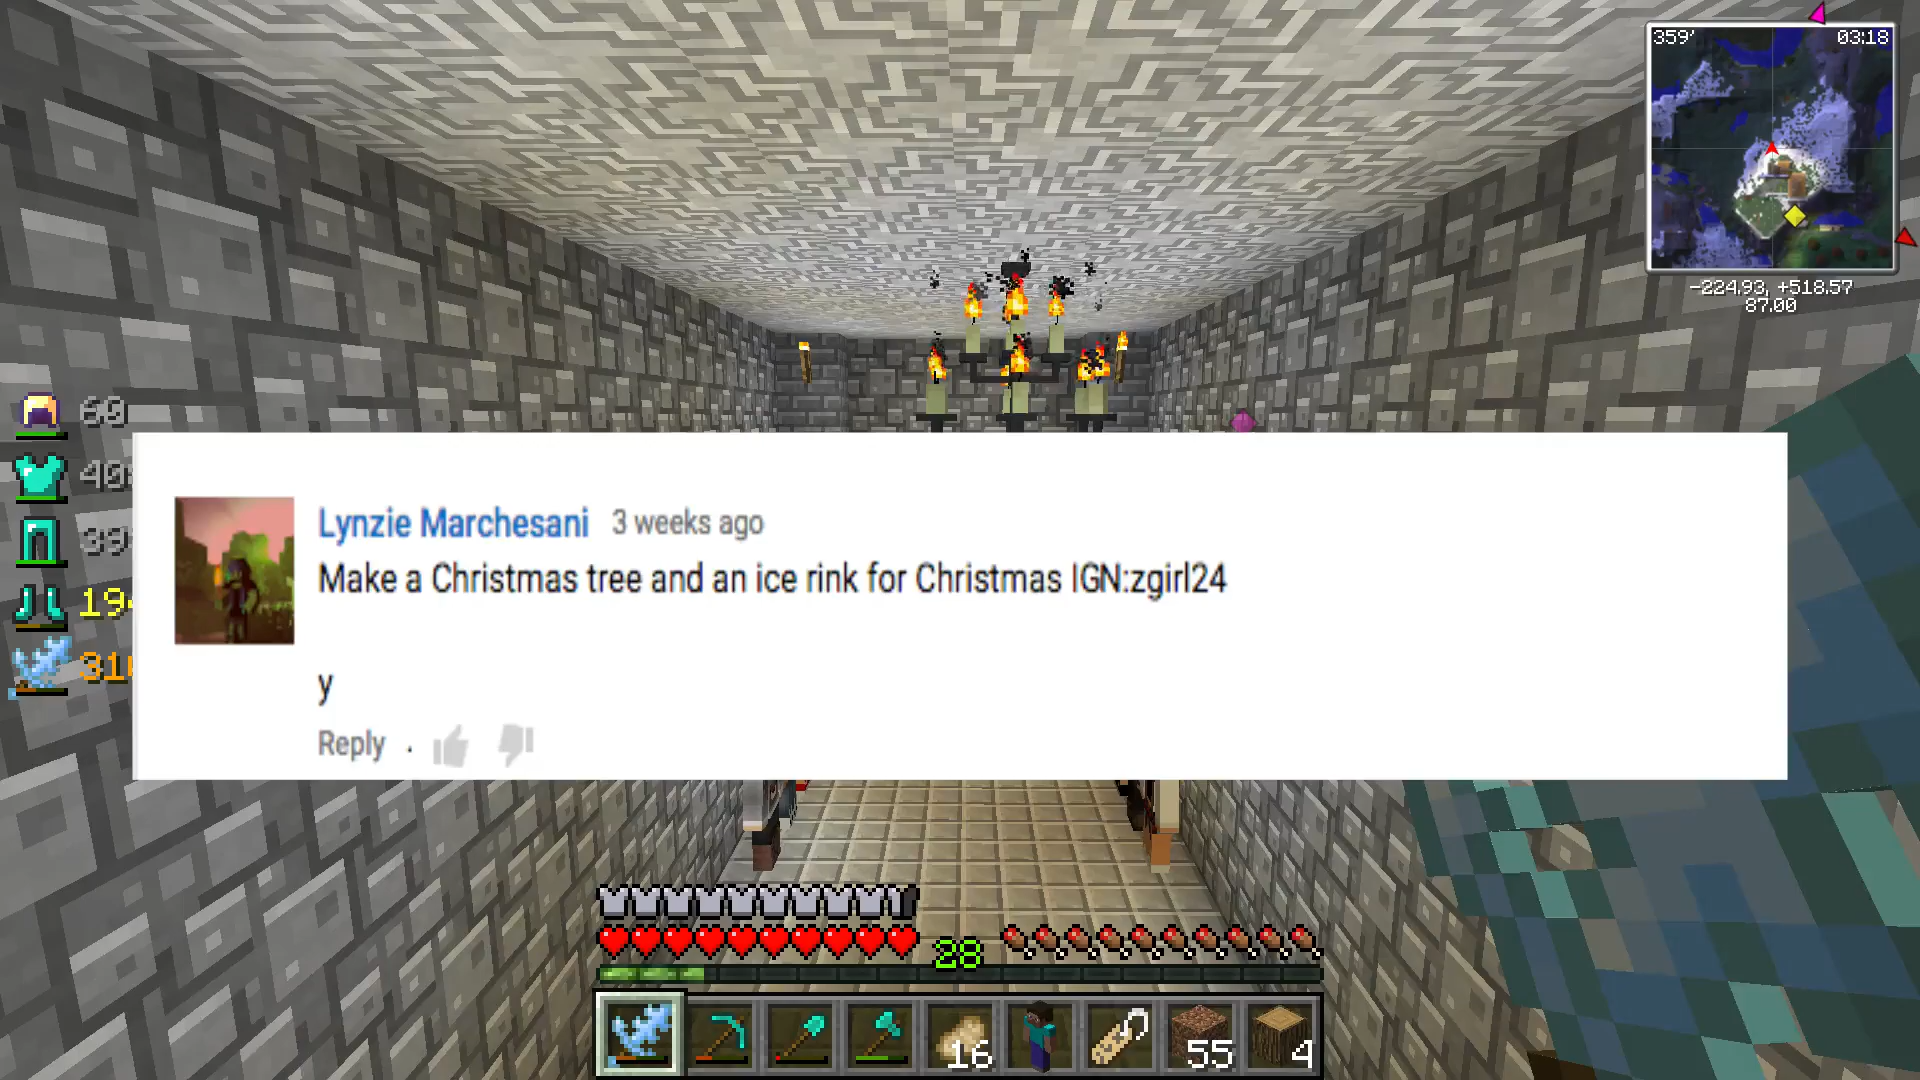 359°
03:18
-224.93, +518.57
87.00
60
Lynzie Marchesani 3 weeks ago
Make a Christmas tree and an ice rink for Christmas IGN:zgirl24
y
Reply .
28
16
55
4